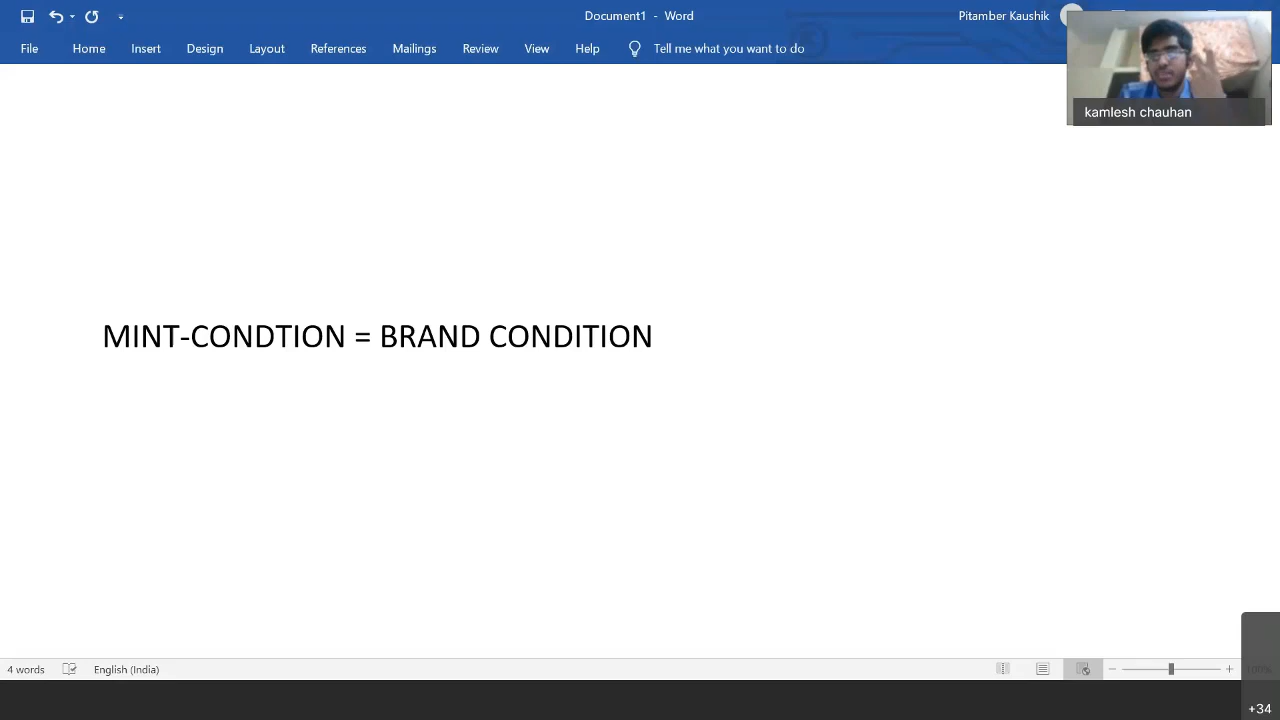 Document1 - Word
Pitamber Kaushik
File Home Insert Design Layout References Mailings Review View Help Tell me what you want to do
kamlesh chauhan
MINT-CONDTION = BRAND CONDITION
4 words English (India)
+34